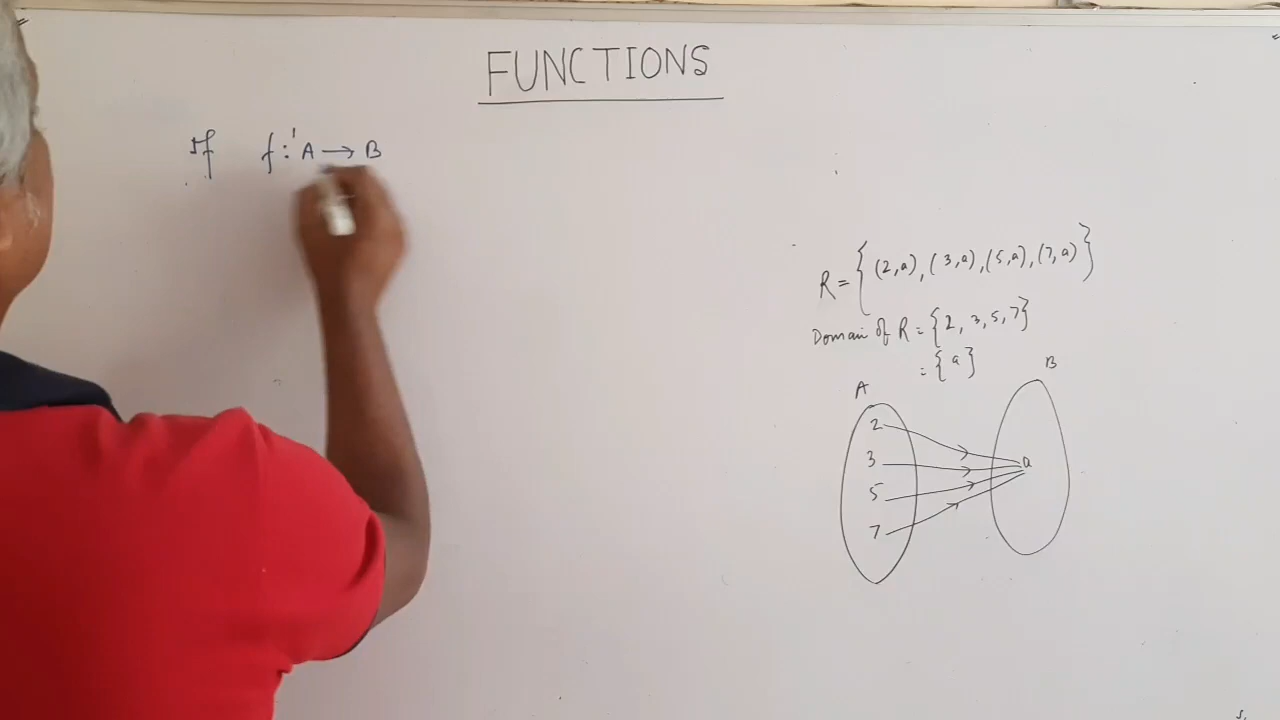 FUNCTIONS
If f: A → B
R = { (2, a), (3, a), (5, a), (7, a) }
Domain of R = {2, 3, 5, 7}
= {a}
A B
2
3
5
7
a